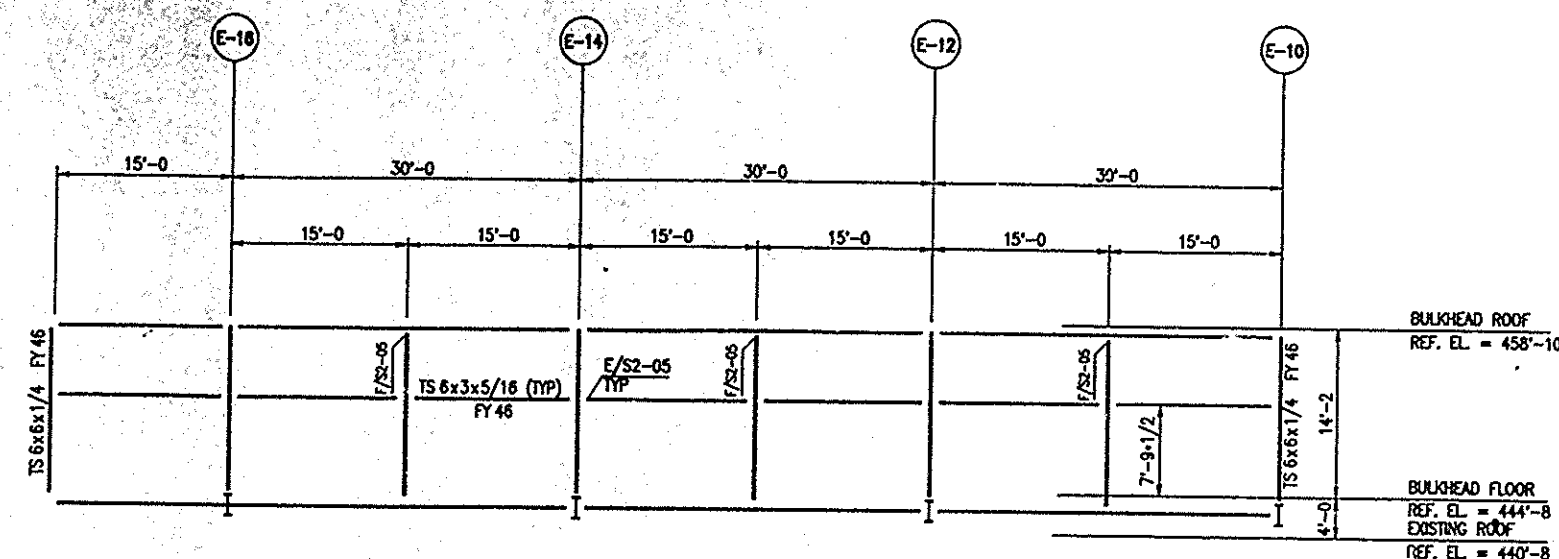 E-16 E-14 E-12 E-10
15'-0 30'-0 30'-0 30'-0
15'-0 15'-0 15'-0 15'-0 15'-0 15'-0
BULKHEAD ROOF
REF. EL. = 458'-10
TS 6x6x1/4 FY 46
F/S2-05
TS 6x3x5/16 (TYP)
FY 46
E/S2-05
TYP
F/S2-05
F/S2-05
7'-9+1/2
TS 6x6x1/4 FY 46
14'-2
BULKHEAD FLOOR
REF. EL. = 444'-8
4'-0
EXISTING ROOF
REF. EL. = 440'-8